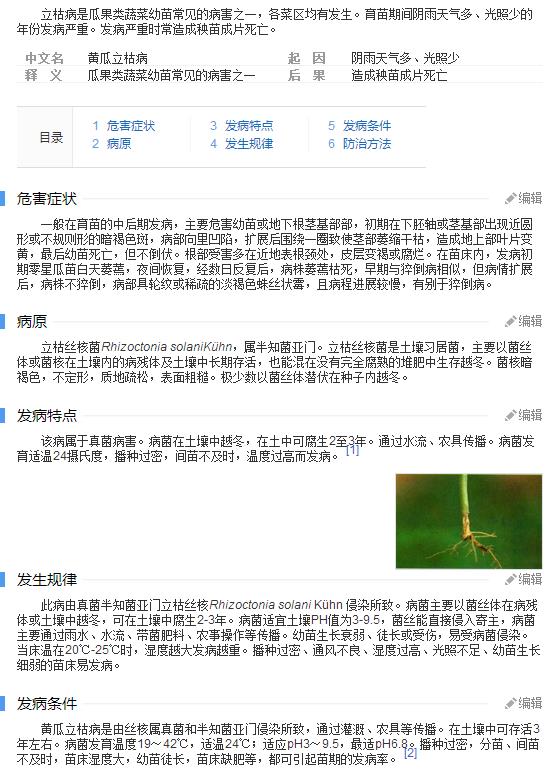 立枯病是瓜果类蔬菜幼苗常见的病害之一，各菜区均有发生。育苗期间阴雨天气多、光照少的
年份发病严重。发病严重时常造成秧苗成片死亡。
中文名 黄瓜立枯病 起 因 阴雨天气多、光照少
释 义 瓜果类蔬菜幼苗常见的病害之一 后 果 造成秧苗成片死亡
目录
1 危害症状 3 发病特点 5 发病条件
2 病原 4 发生规律 6 防治方法
危害症状 编辑
一般在育苗的中后期发病，主要危害幼苗或地下根茎基部部，初期在下胚轴或茎基部出现近圆
形或不规则形的暗褐色斑，病部向里凹陷，扩展后围绕一圈致使茎部萎缩干枯，造成地上部叶片变
黄，最后幼苗死亡，但不倒伏。根部受害多在近地表根颈处，皮层变褐或腐烂。在苗床内，发病初
期零星瓜苗白天萎蔫，夜间恢复，经数日反复后，病株萎蔫枯死，早期与猝倒病相似，但病情扩展
后，病株不猝倒，病部具轮纹或稀疏的淡褐色蛛丝状霉，且病程进展较慢，有别于猝倒病。
病原 编辑
立枯丝核菌Rhizoctonia solaniKühn，属半知菌亚门。立枯丝核菌是土壤习居菌，主要以菌丝
体或菌核在土壤内的病残体及土壤中长期存活，也能混在没有完全腐熟的堆肥中生存越冬。菌核暗
褐色，不定形，质地疏松，表面粗糙。极少数以菌丝体潜伏在种子内越冬。
发病特点 编辑
该病属于真菌病害。病菌在土壤中越冬，在土中可腐生2至3年。通过水流、农具传播。病菌发
育适温24摄氏度，播种过密，间苗不及时，温度过高而发病。[1]
发生规律 编辑
此病由真菌半知菌亚门立枯丝核Rhizoctonia solani Kühn 侵染所致。病菌主要以菌丝体在病残
体或土壤中越冬，可在土壤中腐生2-3年。病菌适宜土壤PH值为3-9.5，菌丝能直接侵入寄主，病菌
主要通过雨水、水流、带菌肥料、农事操作等传播。幼苗生长衰弱、徒长或受伤，易受病菌侵染。
当床温在20℃-25℃时，湿度越大发病越重。播种过密、通风不良、湿度过高、光照不足、幼苗生长
细弱的苗床易发病。
发病条件 编辑
黄瓜立枯病是由丝核属真菌和半知菌亚门侵染所致，通过灌溉、农具等传播。在土壤中可存活3
年左右。病菌发育温度19～42℃，适温24℃；适应pH3～9.5，最适pH6.8。播种过密，分苗、间苗
不及时，苗床湿度大，幼苗徒长，苗床缺肥等，都可引起苗期的发病率。[2]